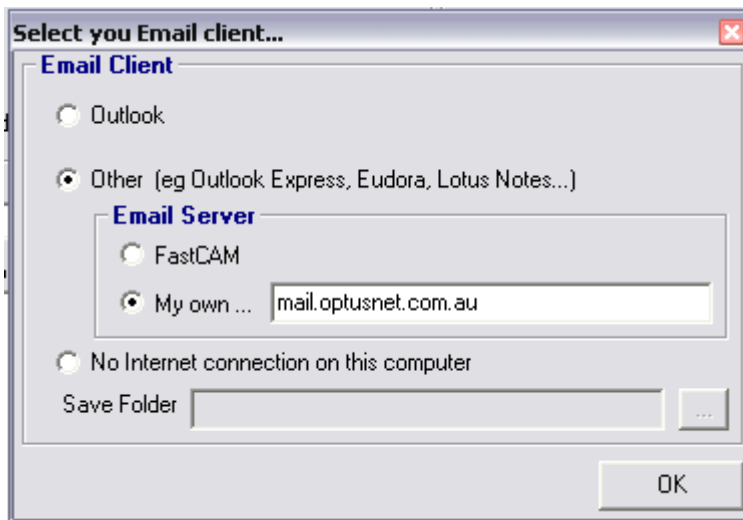 Select you Email client...
Email Client
Outlook
Other (eg Outlook Express, Eudora, Lotus Notes...)
Email Server
FastCAM
My own ... mail.optusnet.com.au
No Internet connection on this computer
Save Folder ...
OK